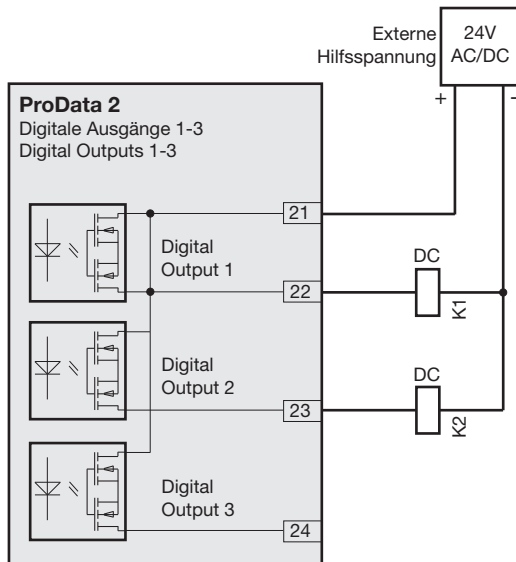 Externe
Hilfsspannung
24V
AC/DC
+
–
ProData 2
Digitale Ausgänge 1-3
Digital Outputs 1-3
21
Digital
Output 1
22
DC
K1
Digital
Output 2
23
DC
K2
Digital
Output 3
24